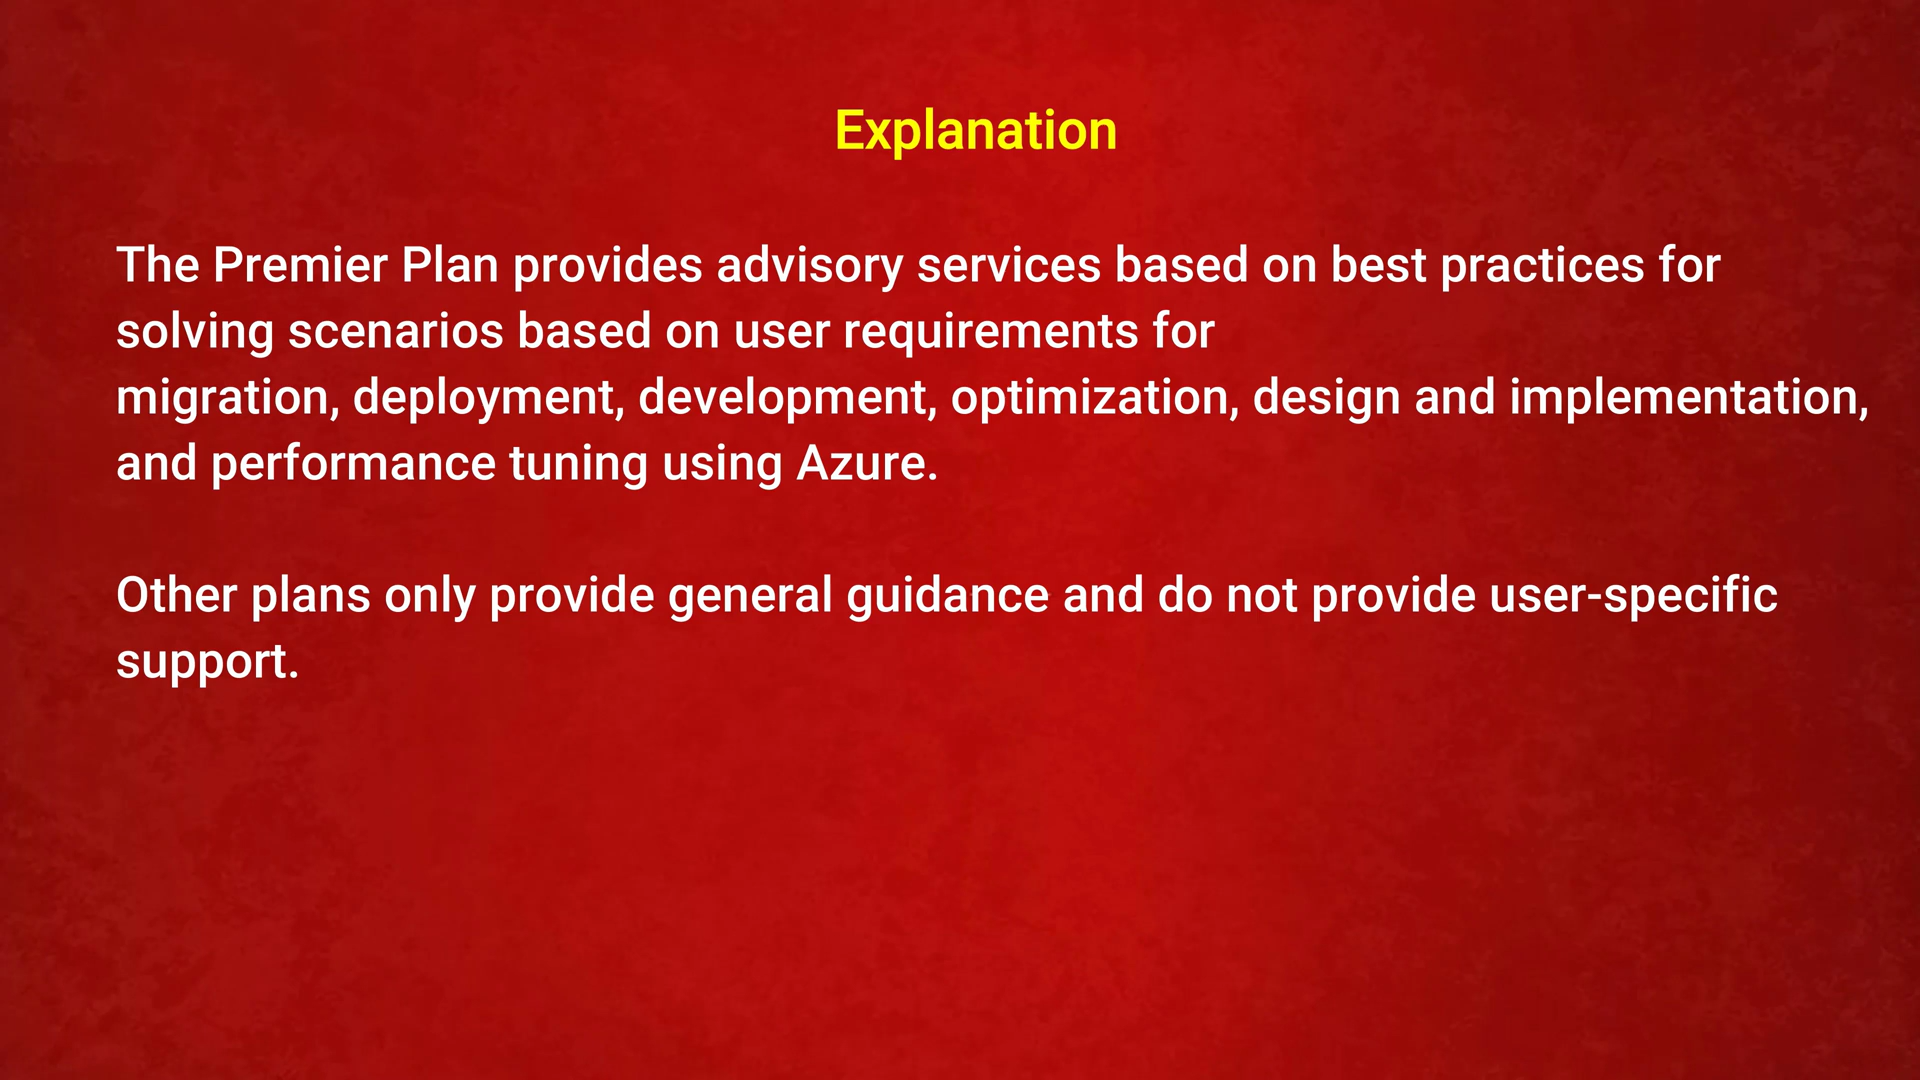 Explanation
The Premier Plan provides advisory services based on best practices for
solving scenarios based on user requirements for
migration, deployment, development, optimization, design and implementation,
and performance tuning using Azure.
Other plans only provide general guidance and do not provide user-specific
support.